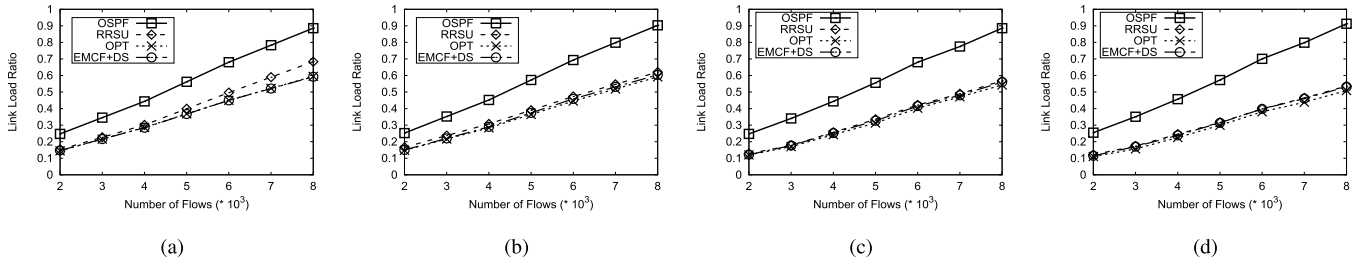 Link Load Ratio
1
0.9
0.8
0.7
0.6
0.5
0.4
0.3
0.2
0.1
0
OSPF
RRSU
OPT
EMCF+DS
2 3 4 5 6 7 8
Number of Flows (* 10^3)
(a)
Link Load Ratio
1
0.9
0.8
0.7
0.6
0.5
0.4
0.3
0.2
0.1
0
OSPF
RRSU
OPT
EMCF+DS
2 3 4 5 6 7 8
Number of Flows (* 10^3)
(b)
Link Load Ratio
1
0.9
0.8
0.7
0.6
0.5
0.4
0.3
0.2
0.1
0
OSPF
RRSU
OPT
EMCF+DS
2 3 4 5 6 7 8
Number of Flows (* 10^3)
(c)
Link Load Ratio
1
0.9
0.8
0.7
0.6
0.5
0.4
0.3
0.2
0.1
0
OSPF
RRSU
OPT
EMCF+DS
2 3 4 5 6 7 8
Number of Flows (* 10^3)
(d)